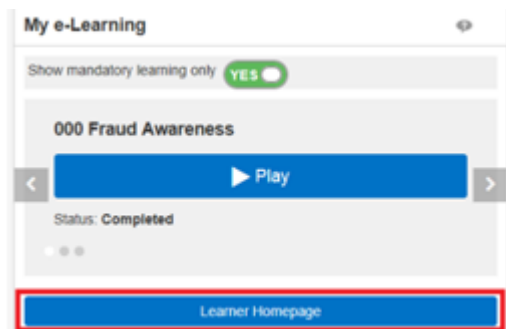 My e-Learning
Show mandatory learning only YES
000 Fraud Awareness
Play
Status: Completed
Learner Homepage